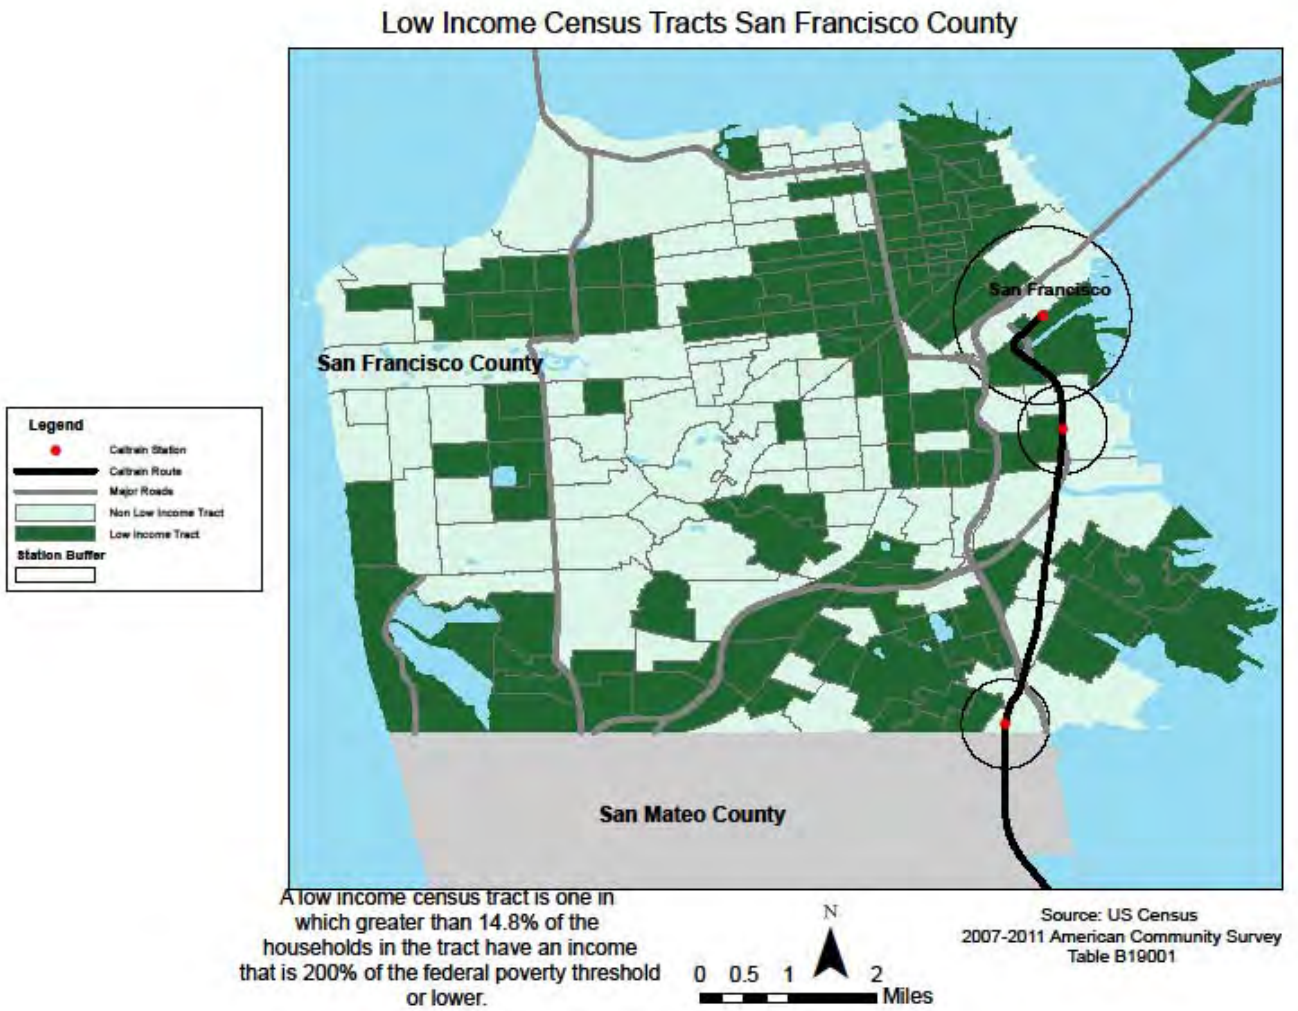 Low Income Census Tracts San Francisco County
San Francisco
San Francisco County
Legend
Caltrain Station
Caltrain Route
Major Roads
Non Low Income Tract
Low Income Tract
Station Buffer
San Mateo County
A low income census tract is one in
which greater than 14.8% of the
households in the tract have an income
that is 200% of the federal poverty threshold
or lower.
N
0 0.5 1 2
Miles
Source: US Census
2007-2011 American Community Survey
Table B19001